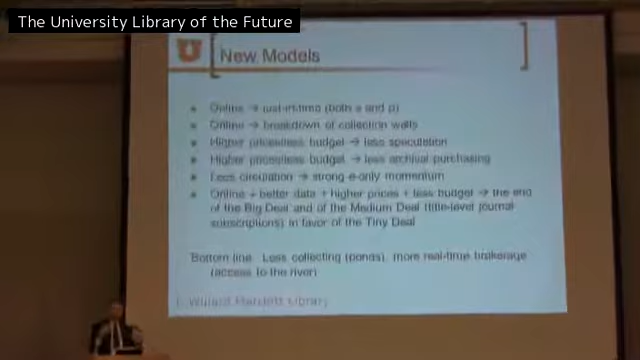 The University Library of the Future
New Models
Online → just-in-time (both e and p)
Online → breakdown of collection walls
Higher prices/less budget → less speculation
Higher prices/less budget → less archival purchasing
Less circulation → strong e-only momentum
Online + better data + higher prices + less budget → the end
of the Big Deal and of the Medium Deal (title-level journal
subscriptions) in favor of the Tiny Deal
Bottom line: Less collecting (ponds), more real-time brokerage
(access to the river)
J. Willard Marriott Library